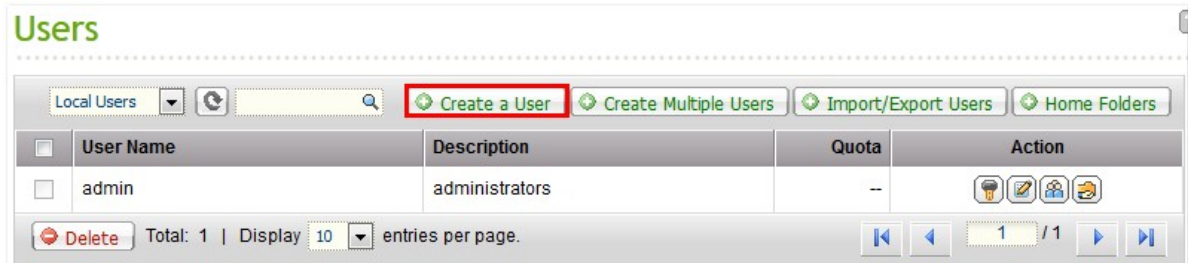 Users
Local Users Create a User Create Multiple Users Import/Export Users Home Folders
User Name Description Quota Action
admin administrators --
Delete Total: 1 | Display 10 entries per page. 1 / 1